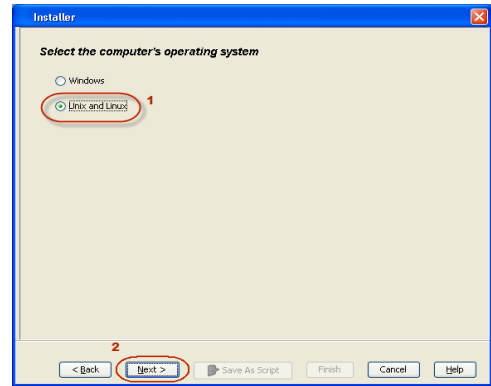 Installer
Select the computer's operating system
Windows
Unix and Linux
1
2
< Back Next > Save As Script Finish Cancel Help